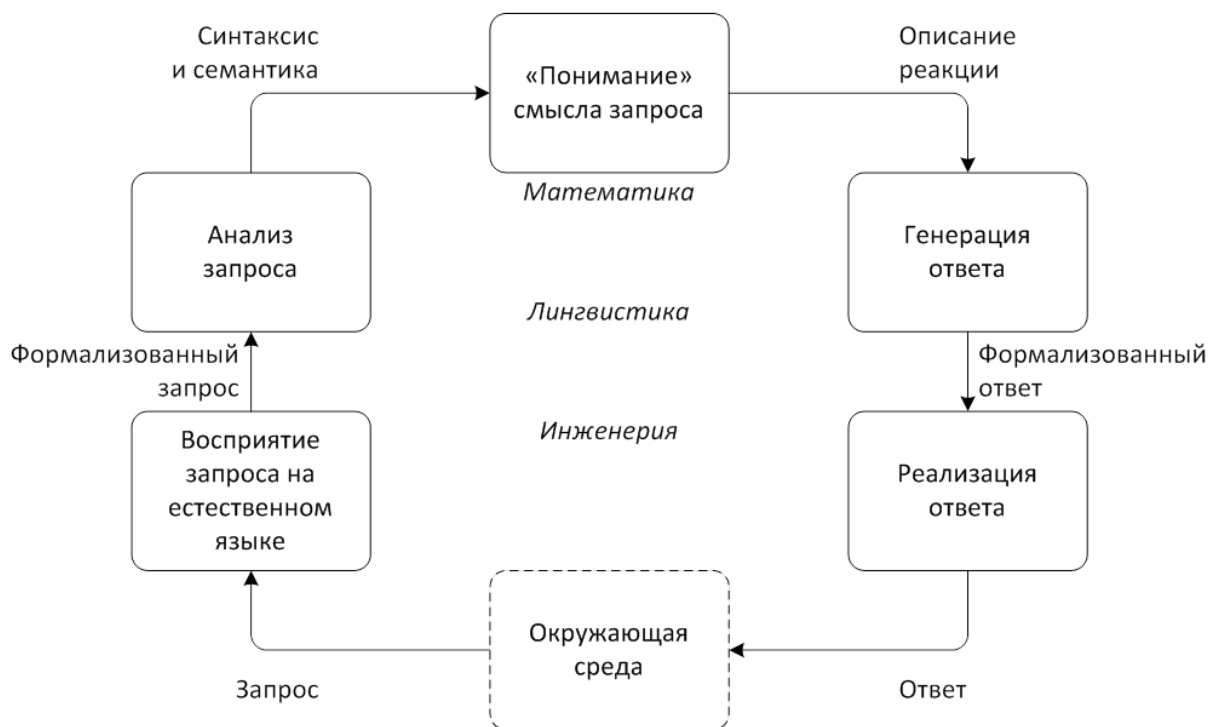 Синтаксис
и семантика
«Понимание»
смысла запроса
Описание
реакции
Математика
Анализ
запроса
Генерация
ответа
Лингвистика
Формализованный
запрос
Формализованный
ответ
Восприятие
запроса на
естественном
языке
Инженерия
Реализация
ответа
Окружающая
среда
Запрос
Ответ